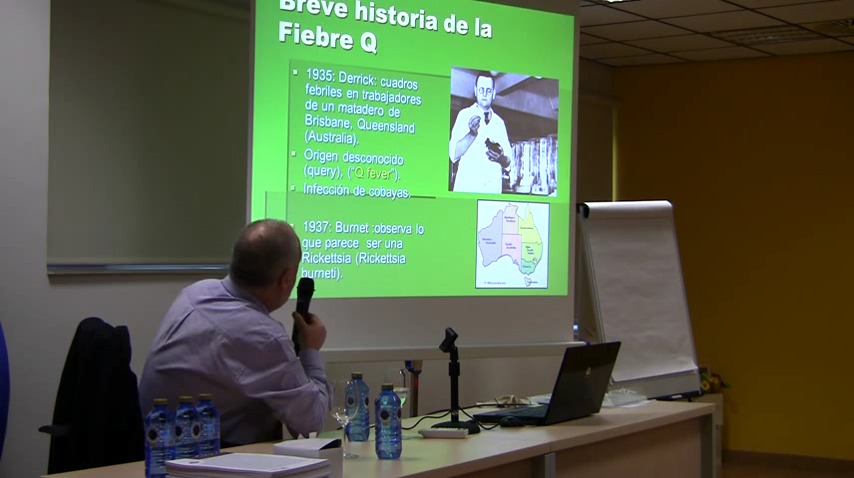 Breve historia de la
Fiebre Q
1935: Derrick: cuadros
febriles en trabajadores
de un matadero de
Brisbane, Queensland
(Australia).
Origen desconocido
(query), ("Q fever").
Infección de cobayas.
1937: Burnet :observa lo
que parece ser una
Rickettsia (Rickettsia
burneti).